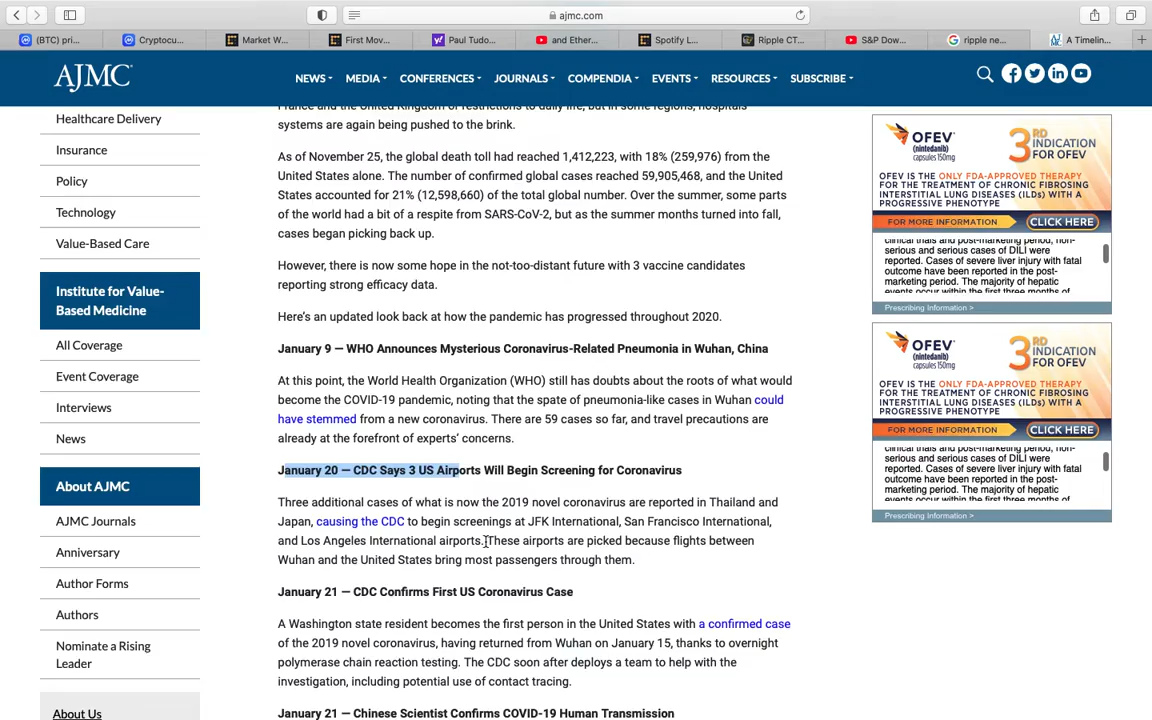 ajmc.com
(BTC) pri...
Cryptocu...
Market W...
First Mov...
Paul Tudo...
and Ether...
Spotify L...
Ripple CT...
S&P Dow...
ripple ne...
A Timelin...
AJMC
NEWS
MEDIA
CONFERENCES
JOURNALS
COMPENDIA
EVENTS
RESOURCES
SUBSCRIBE
Healthcare Delivery
Insurance
Policy
Technology
Value-Based Care
Institute for Value-
Based Medicine
All Coverage
Event Coverage
Interviews
News
About AJMC
AJMC Journals
Anniversary
Author Forms
Authors
Nominate a Rising
Leader
About Us
France and the United Kingdom of restrictions to daily life, but in some regions, hospitals
systems are again being pushed to the brink.
As of November 25, the global death toll had reached 1,412,223, with 18% (259,976) from the
United States alone. The number of confirmed global cases reached 59,905,468, and the United
States accounted for 21% (12,598,660) of the total global number. Over the summer, some parts
of the world had a bit of a respite from SARS-CoV-2, but as the summer months turned into fall,
cases began picking back up.
However, there is now some hope in the not-too-distant future with 3 vaccine candidates
reporting strong efficacy data.
Here's an updated look back at how the pandemic has progressed throughout 2020.
January 9 — WHO Announces Mysterious Coronavirus-Related Pneumonia in Wuhan, China
At this point, the World Health Organization (WHO) still has doubts about the roots of what would
become the COVID-19 pandemic, noting that the spate of pneumonia-like cases in Wuhan could
have stemmed from a new coronavirus. There are 59 cases so far, and travel precautions are
already at the forefront of experts' concerns.
January 20 — CDC Says 3 US Airports Will Begin Screening for Coronavirus
Three additional cases of what is now the 2019 novel coronavirus are reported in Thailand and
Japan, causing the CDC to begin screenings at JFK International, San Francisco International,
and Los Angeles International airports. These airports are picked because flights between
Wuhan and the United States bring most passengers through them.
January 21 — CDC Confirms First US Coronavirus Case
A Washington state resident becomes the first person in the United States with a confirmed case
of the 2019 novel coronavirus, having returned from Wuhan on January 15, thanks to overnight
polymerase chain reaction testing. The CDC soon after deploys a team to help with the
investigation, including potential use of contact tracing.
January 21 — Chinese Scientist Confirms COVID-19 Human Transmission
OFEV
(nintedanib)
capsules 150mg
3RD INDICATION
FOR OFEV
OFEV IS THE ONLY FDA-APPROVED THERAPY
FOR THE TREATMENT OF CHRONIC FIBROSING
INTERSTITIAL LUNG DISEASES (ILDs) WITH A
PROGRESSIVE PHENOTYPE
FOR MORE INFORMATION
CLICK HERE
clinical trials and post-marketing period, non-
serious and serious cases of DILI were
reported. Cases of severe liver injury with fatal
outcome have been reported in the post-
marketing period. The majority of hepatic
events occur within the first three months of
Prescribing Information >
OFEV
(nintedanib)
capsules 150mg
3RD INDICATION
FOR OFEV
OFEV IS THE ONLY FDA-APPROVED THERAPY
FOR THE TREATMENT OF CHRONIC FIBROSING
INTERSTITIAL LUNG DISEASES (ILDs) WITH A
PROGRESSIVE PHENOTYPE
FOR MORE INFORMATION
CLICK HERE
clinical trials and post-marketing period, non-
serious and serious cases of DILI were
reported. Cases of severe liver injury with fatal
outcome have been reported in the post-
marketing period. The majority of hepatic
events occur within the first three months of
Prescribing Information >